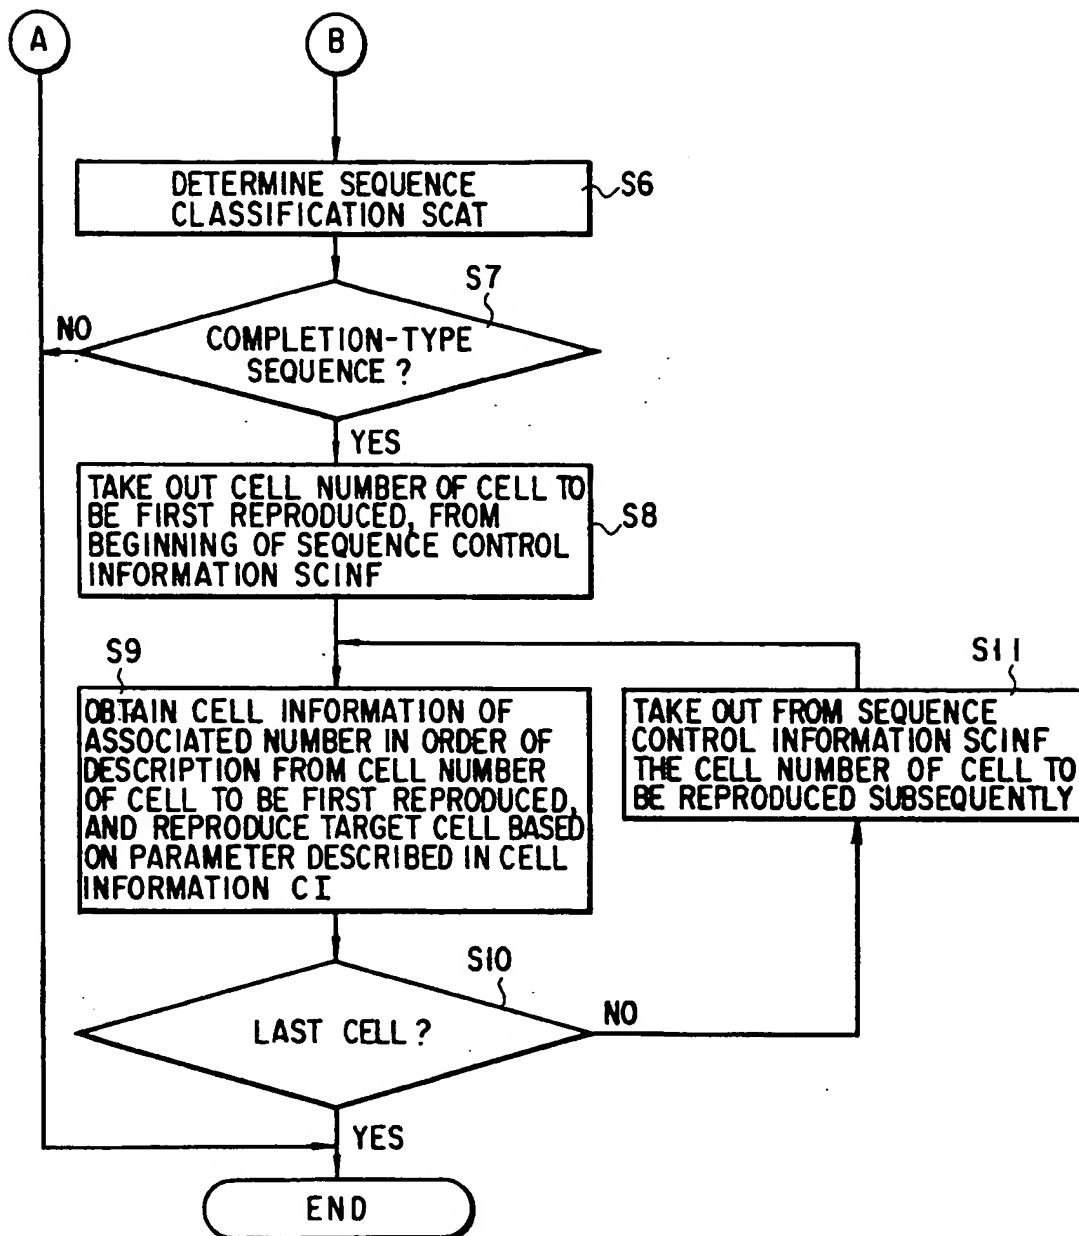 A
B
DETERMINE SEQUENCE
CLASSIFICATION SCAT
S6
S7
NO
COMPLETION-TYPE
SEQUENCE?
YES
TAKE OUT CELL NUMBER OF CELL TO
BE FIRST REPRODUCED, FROM
BEGINNING OF SEQUENCE CONTROL
INFORMATION SCINF
S8
S9
OBTAIN CELL INFORMATION OF
ASSOCIATED NUMBER IN ORDER OF
DESCRIPTION FROM CELL NUMBER
OF CELL TO BE FIRST REPRODUCED,
AND REPRODUCE TARGET CELL BASED
ON PARAMETER DESCRIBED IN CELL
INFORMATION CI
S11
TAKE OUT FROM SEQUENCE
CONTROL INFORMATION SCINF
THE CELL NUMBER OF CELL TO
BE REPRODUCED SUBSEQUENTLY
S10
LAST CELL?
NO
YES
END